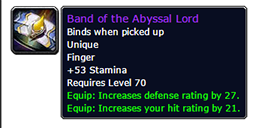 Band of the Abyssal Lord
Binds when picked up
Unique
Finger
+53 Stamina
Requires Level 70
Equip: Increases defense rating by 27.
Equip: Increases your hit rating by 21.